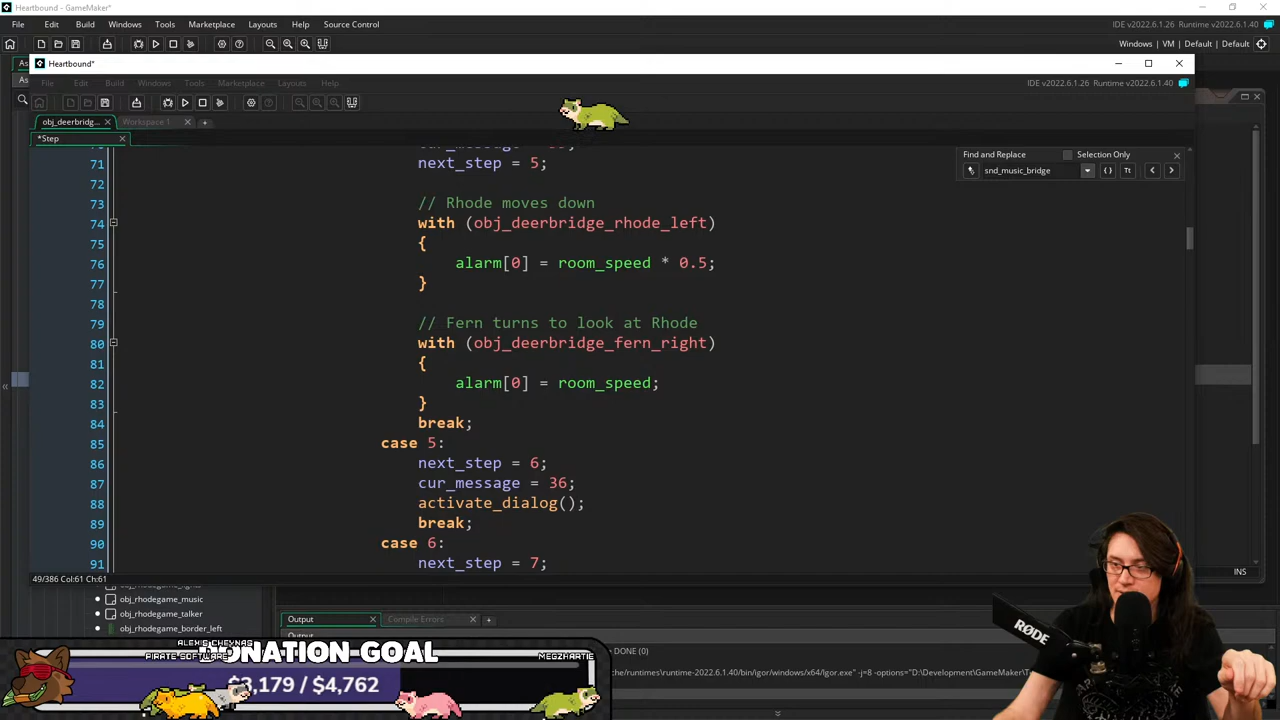 Heartbound - GameMaker*
File Edit Build Windows Tools Marketplace Layouts Help Source Control
IDE v2022.6.1.26 Runtime v2022.6.1.40
Windows | VM | Default | Default
Heartbound*
File Edit Build Windows Tools Marketplace Layouts Help
IDE v2022.6.1.26 Runtime v2022.6.1.40
obj_deerbridg...
Workspace 1
*Step
Find and Replace
Selection Only
snd_music_bridge
71 next_step = 5;
72
73 // Rhode moves down
74 with (obj_deerbridge_rhode_left)
75 {
76 alarm[0] = room_speed * 0.5;
77 }
78
79 // Fern turns to look at Rhode
80 with (obj_deerbridge_fern_right)
81 {
82 alarm[0] = room_speed;
83 }
84 break;
85 case 5:
86 next_step = 6;
87 cur_message = 36;
88 activate_dialog();
89 break;
90 case 6:
91 next_step = 7;
49/386 Col:61 Ch:61
INS
obj_rhodegame_music
obj_rhodegame_talker
obj_rhodegame_border_left
Output
Compile Errors
Output
DONE (0)
che/runtimes/runtime-2022.6.1.40/bin/igor/windows/x64/Igor.exe" -j=8 -options="D:\Development\GameMaker\T
ALEXIS CHEYNAS
PIRATE SOFTWARE
DONATION GOAL
MEGZHARTIE
$3,179 / $4,762
RØDE